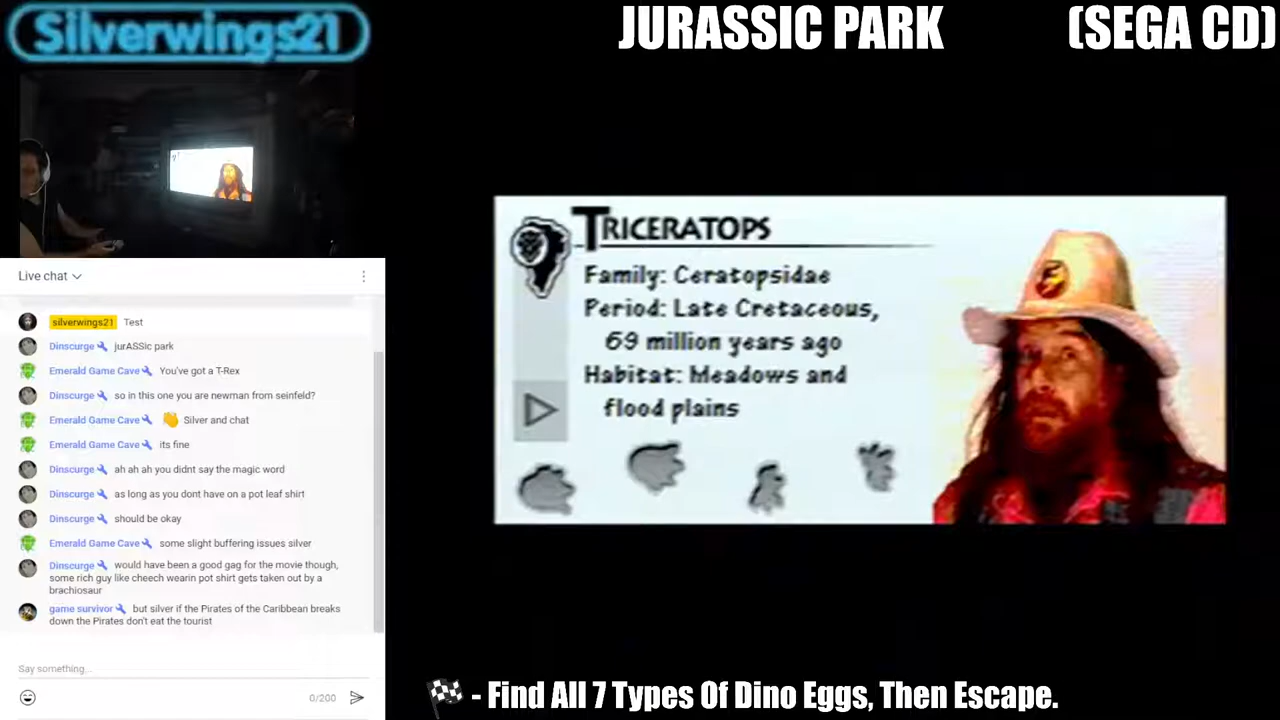 Silverwings21
JURASSIC PARK (SEGA CD)
Live chat
silverwings21 Test
Dinscurge jurASSic park
Emerald Game Cave You've got a T-Rex
Dinscurge so in this one you are newman from seinfeld?
Emerald Game Cave Silver and chat
Emerald Game Cave its fine
Dinscurge ah ah ah you didnt say the magic word
Dinscurge as long as you dont have on a pot leaf shirt
Dinscurge should be okay
Emerald Game Cave some slight buffering issues silver
Dinscurge would have been a good gag for the movie though,
some rich guy like cheech wearin pot shirt gets taken out by a
brachiosaur
game survivor but silver if the Pirates of the Caribbean breaks
down the Pirates don't eat the tourist
Say something...
0/200
TRICERATOPS
Family: Ceratopsidae
Period: Late Cretaceous,
69 million years ago
Habitat: Meadows and
flood plains
- Find All 7 Types Of Dino Eggs, Then Escape.